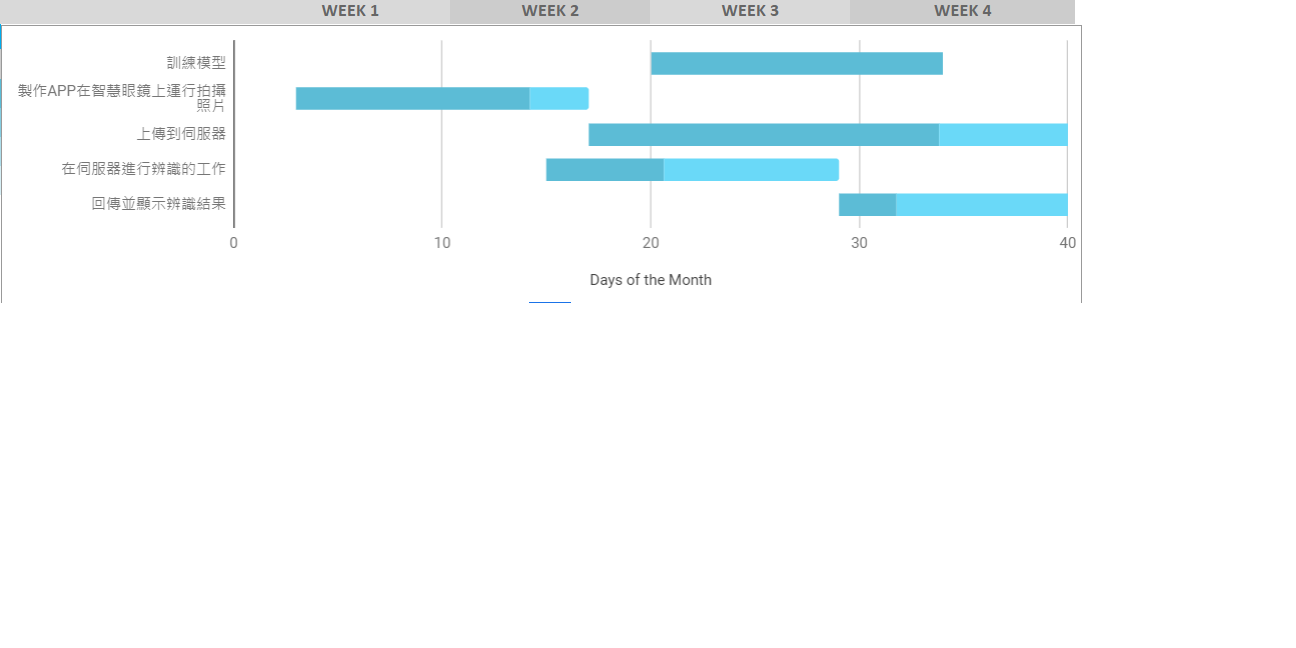 WEEK 1 WEEK 2 WEEK 3 WEEK 4
訓練模型
製作APP在智慧眼鏡上運行拍攝
照片
上傳到伺服器
在伺服器進行辨識的工作
回傳並顯示辨識結果
0 10 20 30 40
Days of the Month